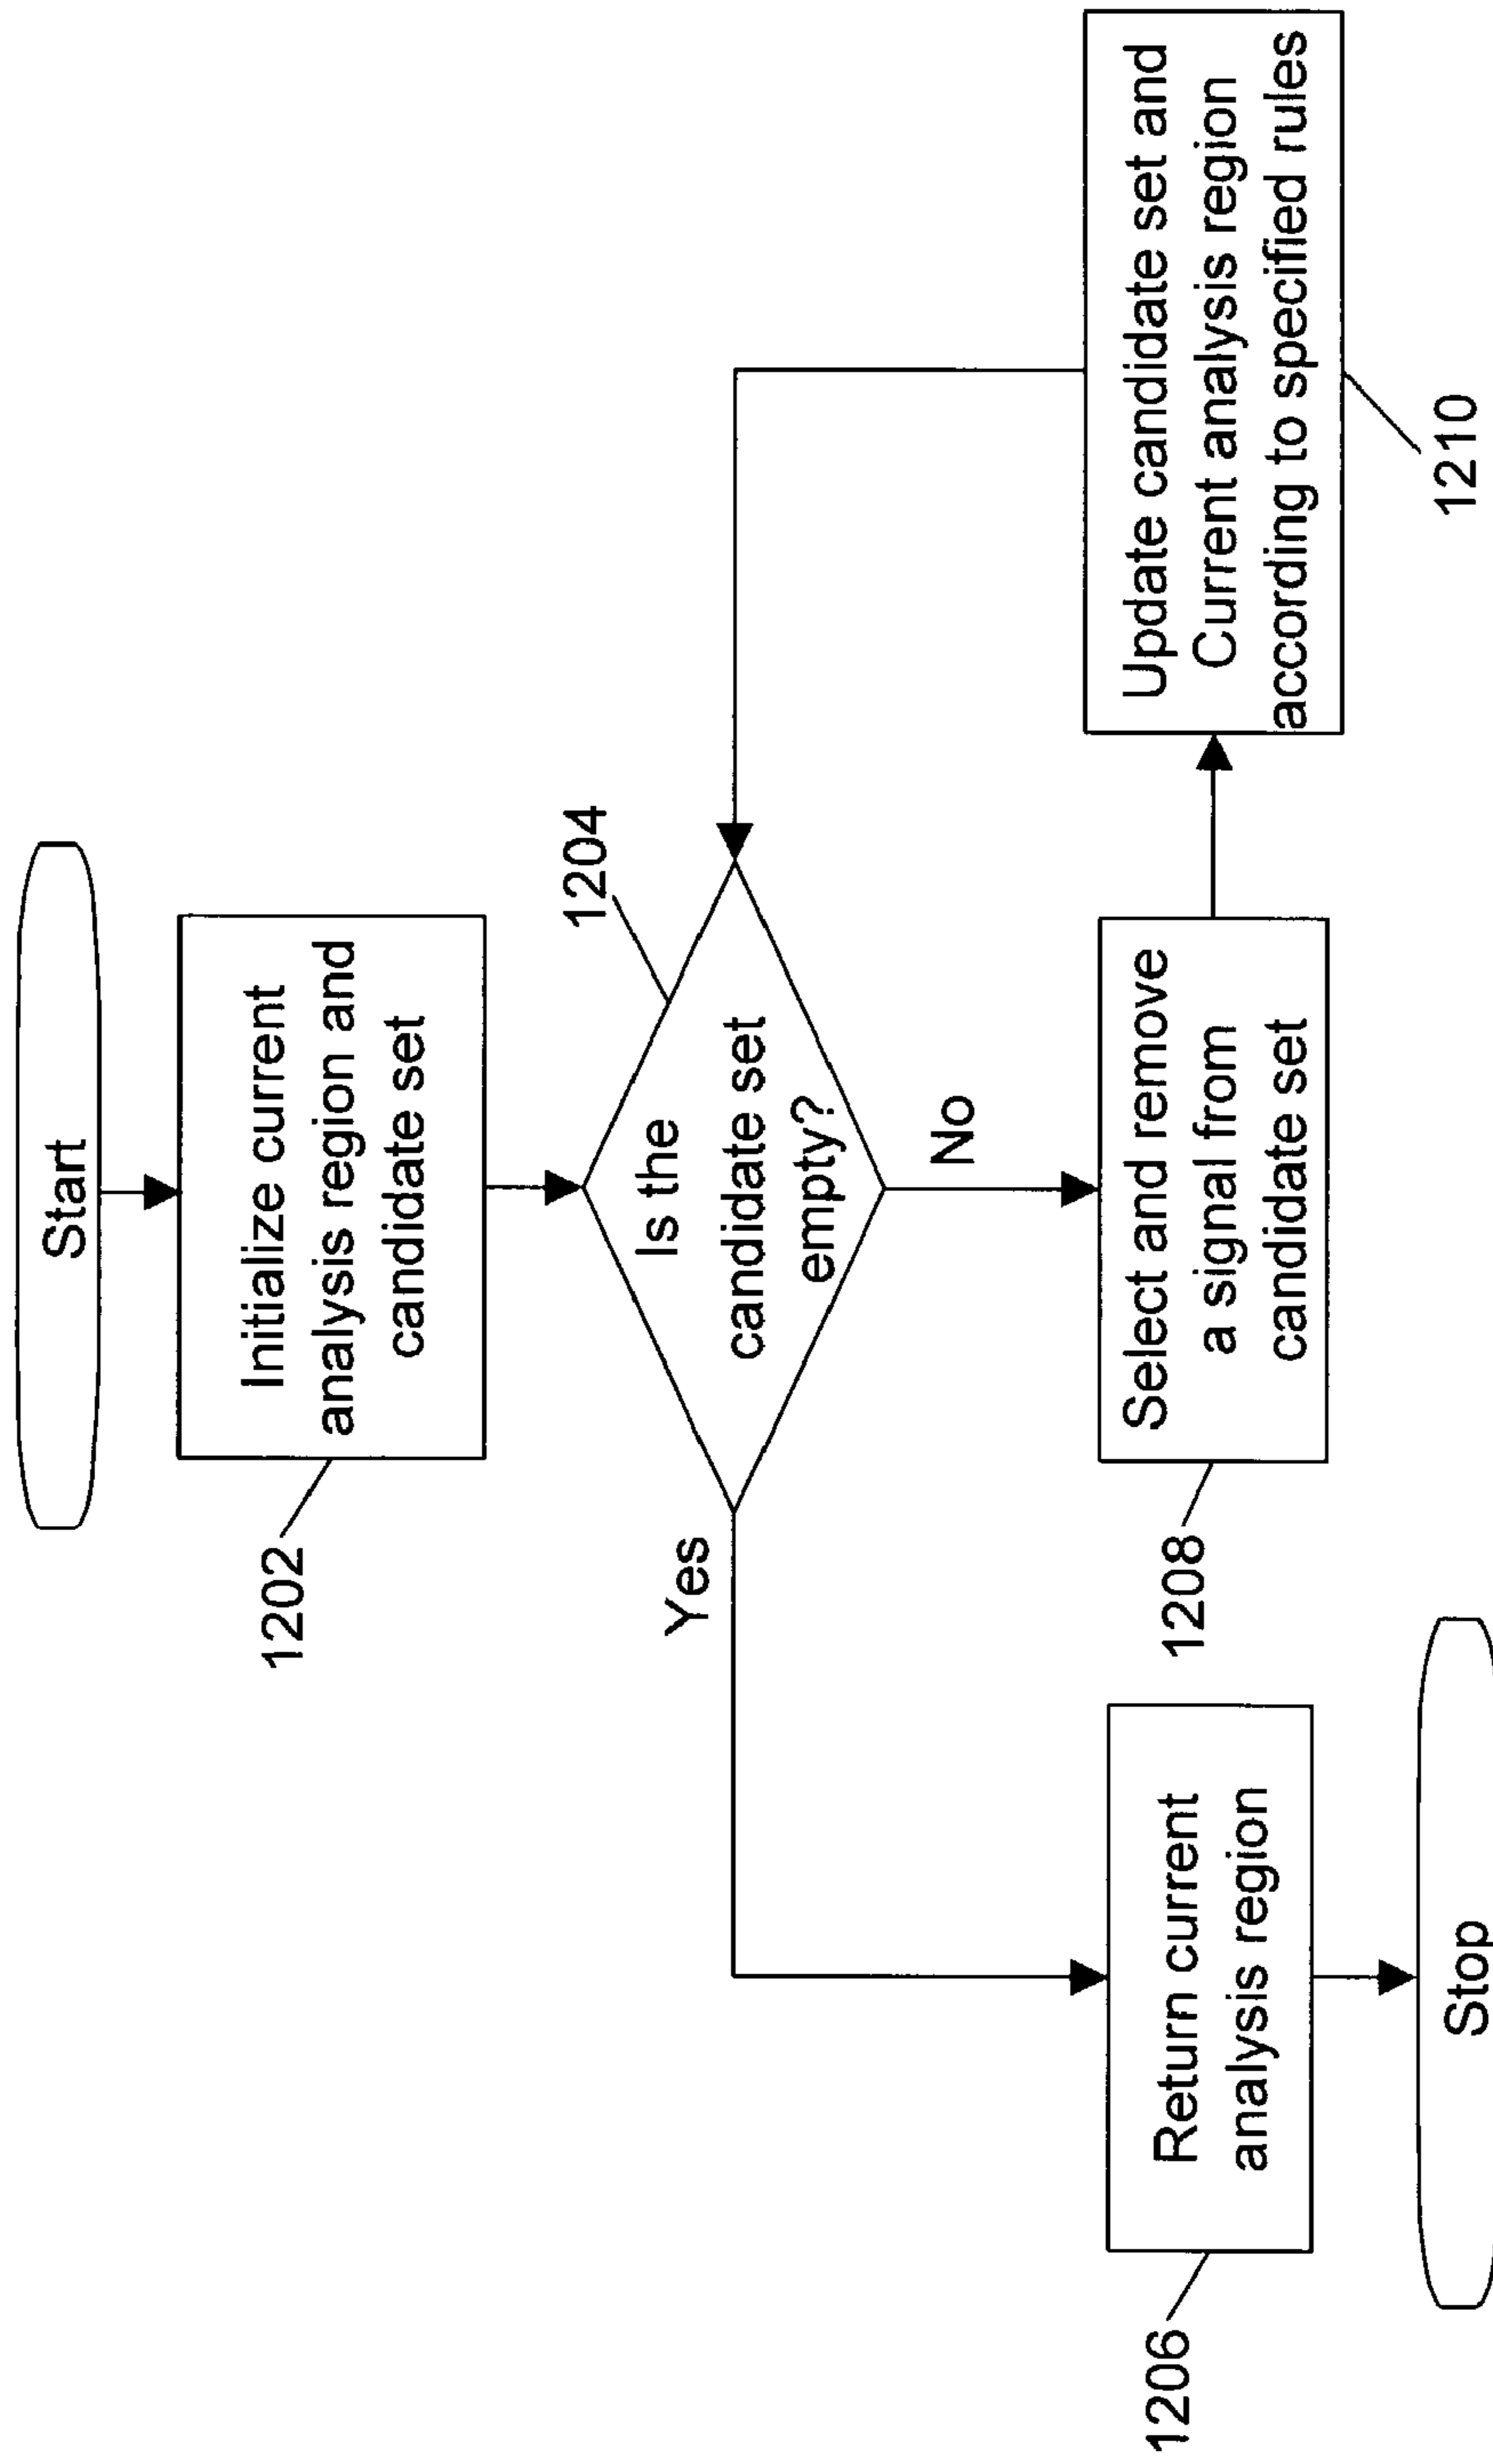 Start
Initialize current
analysis region and
candidate set
1202
1204
Is the
candidate set
empty?
Yes
No
Return current
analysis region
1206
Stop
Select and remove
a signal from
candidate set
1208
Update candidate set and
Current analysis region
according to specified rules
1210